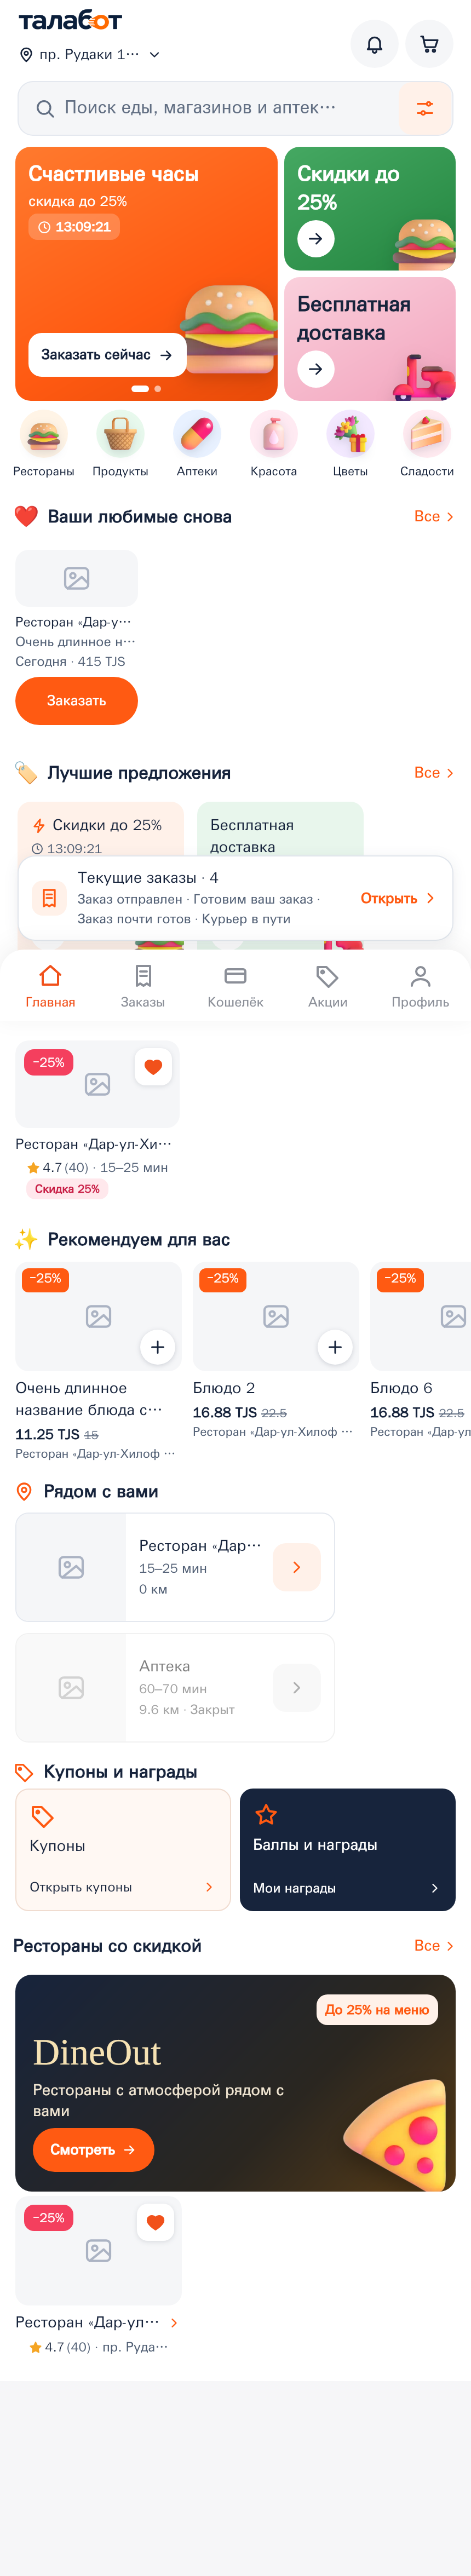 талабот
пр. Рудаки 1···
Поиск еды, магазинов и аптек···
Счастливые часы
скидка до 25%
13:09:21
Заказать сейчас
Скидки до
25%
Бесплатная
доставка
Рестораны
Продукты
Аптеки
Красота
Цветы
Сладости
Ваши любимые снова
Все
Ресторан «Дар-у···
Очень длинное н···
Сегодня · 415 TJS
Заказать
Лучшие предложения
Все
Скидки до 25%
13:09:21
Бесплатная
доставка
Текущие заказы · 4
Заказ отправлен · Готовим ваш заказ ·
Заказ почти готов · Курьер в пути
Открыть
Главная
Заказы
Кошелёк
Акции
Профиль
−25%
Ресторан «Дар-ул-Хи···
4.7 (40) · 15–25 мин
Скидка 25%
Рекомендуем для вас
−25%
Очень длинное
название блюда с···
11.25 TJS 15
Ресторан «Дар-ул-Хилоф ···
−25%
Блюдо 2
16.88 TJS 22.5
Ресторан «Дар-ул-Хилоф ···
−25%
Блюдо 6
16.88 TJS 22.5
Ресторан «Дар-ул
Рядом с вами
Ресторан «Дар···
15–25 мин
0 км
Аптека
60–70 мин
9.6 км · Закрыт
Купоны и награды
Купоны
Открыть купоны
Баллы и награды
Мои награды
Рестораны со скидкой
Все
До 25% на меню
DineOut
Рестораны с атмосферой рядом с
вами
Смотреть
−25%
Ресторан «Дар-ул···
4.7 (40) · пр. Руда···